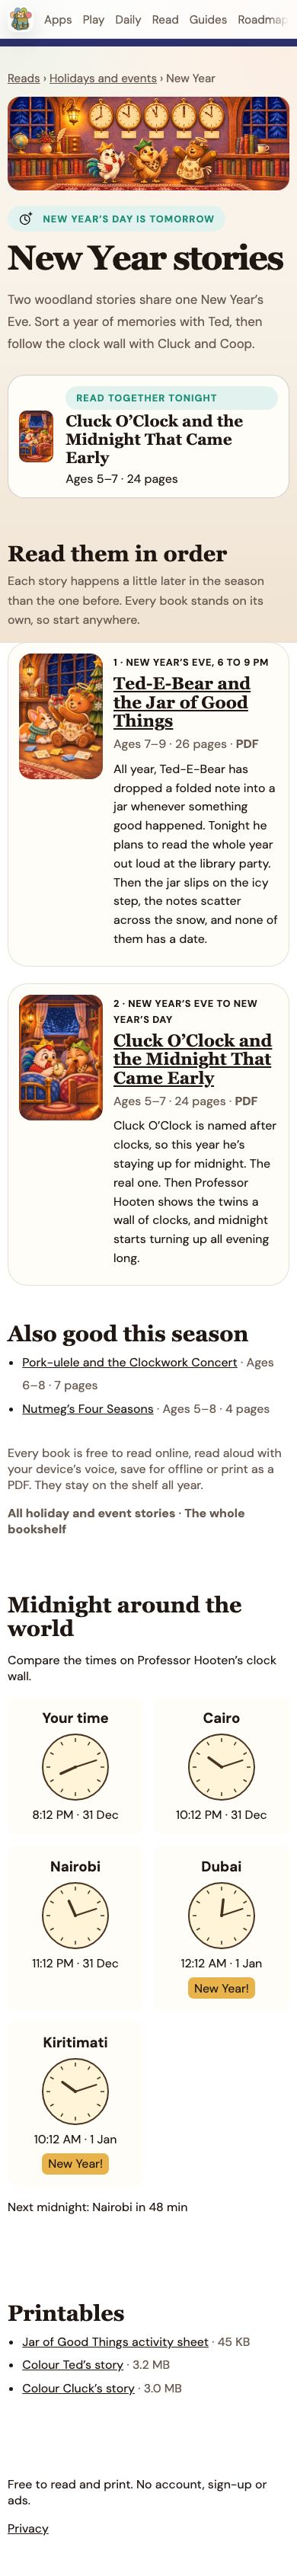 Apps Play Daily Read Guides Roadmap
Reads › Holidays and events › New Year
NEW YEAR'S DAY IS TOMORROW
New Year stories
Two woodland stories share one New Year's
Eve. Sort a year of memories with Ted, then
follow the clock wall with Cluck and Coop.
READ TOGETHER TONIGHT
Cluck O'Clock and the
Midnight That Came
Early
Ages 5–7 · 24 pages
Read them in order
Each story happens a little later in the season
than the one before. Every book stands on its
own, so start anywhere.
1 · NEW YEAR'S EVE, 6 TO 9 PM
Ted-E-Bear and
the Jar of Good
Things
Ages 7–9 · 26 pages · PDF
All year, Ted-E-Bear has
dropped a folded note into a
jar whenever something
good happened. Tonight he
plans to read the whole year
out loud at the library party.
Then the jar slips on the icy
step, the notes scatter
across the snow, and none of
them has a date.
2 · NEW YEAR'S EVE TO NEW
YEAR'S DAY
Cluck O'Clock and
the Midnight That
Came Early
Ages 5–7 · 24 pages · PDF
Cluck O'Clock is named after
clocks, so this year he's
staying up for midnight. The
real one. Then Professor
Hooten shows the twins a
wall of clocks, and midnight
starts turning up all evening
long.
Also good this season
• Pork-ulele and the Clockwork Concert · Ages
6–8 · 7 pages
• Nutmeg's Four Seasons · Ages 5–8 · 4 pages
Every book is free to read online, read aloud with
your device's voice, save for offline or print as a
PDF. They stay on the shelf all year.
All holiday and event stories · The whole
bookshelf
Midnight around the
world
Compare the times on Professor Hooten's clock
wall.
Your time
8:12 PM · 31 Dec
Cairo
10:12 PM · 31 Dec
Nairobi
11:12 PM · 31 Dec
Dubai
12:12 AM · 1 Jan
New Year!
Kiritimati
10:12 AM · 1 Jan
New Year!
Next midnight: Nairobi in 48 min
Printables
• Jar of Good Things activity sheet · 45 KB
• Colour Ted's story · 3.2 MB
• Colour Cluck's story · 3.0 MB
Free to read and print. No account, sign-up or
ads.
Privacy